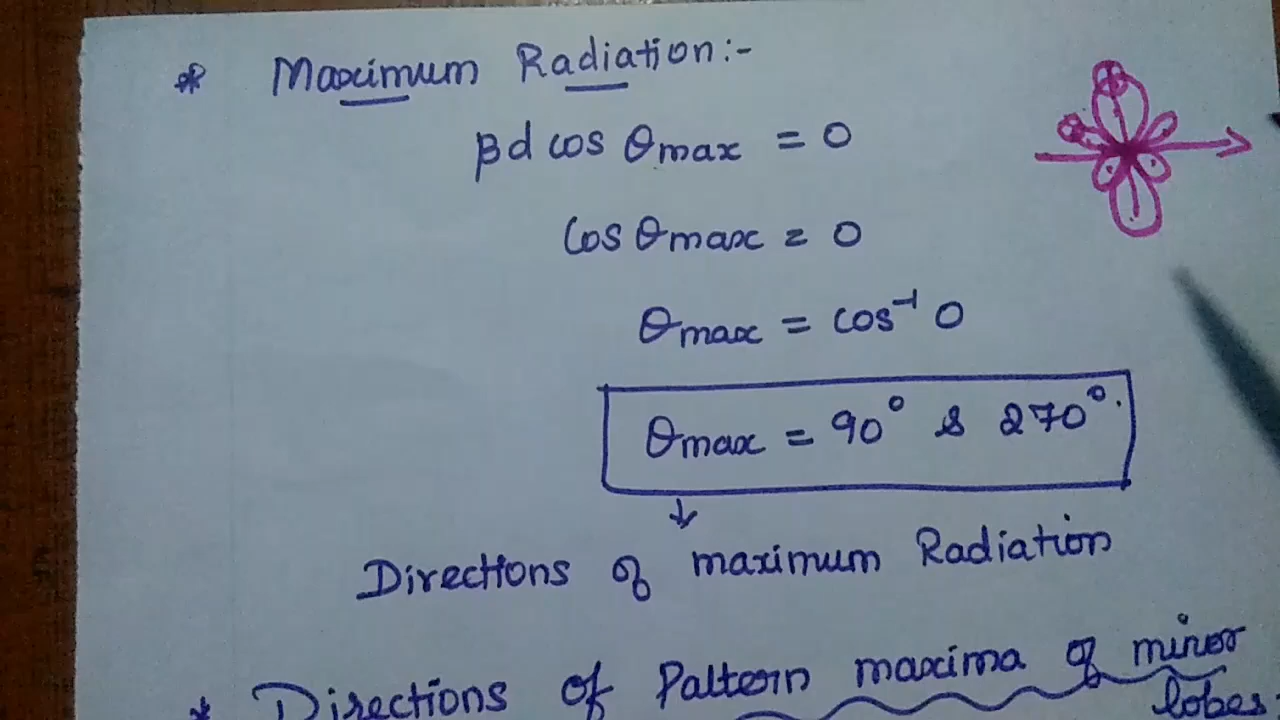 * Maximum Radiation:-
βd cos θmax = 0
Cos θmax = 0
θmax = cos⁻¹ 0
θmax = 90° & 270°.
↓
Directions of maximum Radiation
* Directions of Pattern maxima of minor
lobes: